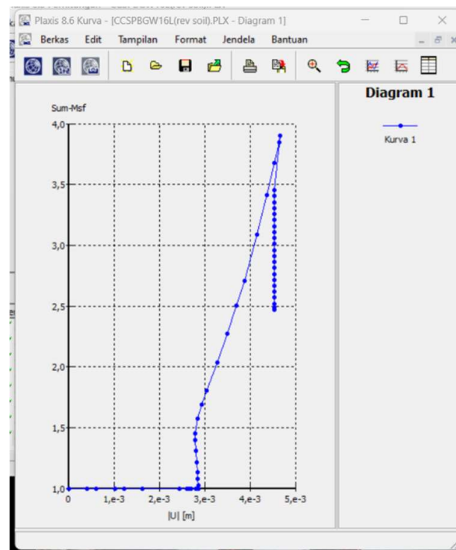 Plaxis 8.6 Kurva - [CCSPBGW16L(rev soil).PLX - Diagram 1]
Berkas Edit Tampilan Format Jendela Bantuan
Diagram 1
Kurva 1
Sum-Msf
4,0
3,5
3,0
2,5
2,0
1,5
1,0
0 1,e-3 2,e-3 3,e-3 4,e-3 5,e-3
|U| [m]